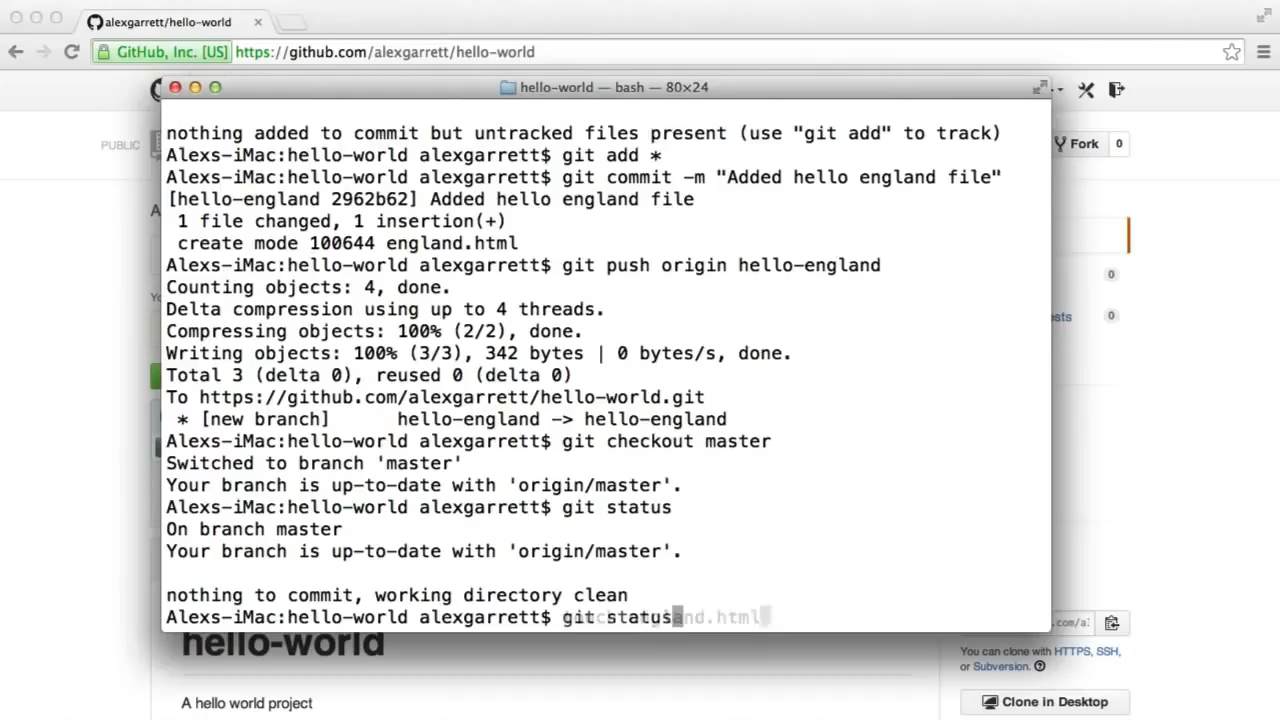 alexgarrett/hello-world
GitHub, Inc. [US] https://github.com/alexgarrett/hello-world
hello-world — bash — 80×24
PUBLIC
Fork 0
nothing added to commit but untracked files present (use "git add" to track)
Alexs-iMac:hello-world alexgarrett$ git add *
Alexs-iMac:hello-world alexgarrett$ git commit -m "Added hello england file"
[hello-england 2962b62] Added hello england file
1 file changed, 1 insertion(+)
create mode 100644 england.html
Alexs-iMac:hello-world alexgarrett$ git push origin hello-england
Counting objects: 4, done.
Delta compression using up to 4 threads.
Compressing objects: 100% (2/2), done.
Writing objects: 100% (3/3), 342 bytes | 0 bytes/s, done.
Total 3 (delta 0), reused 0 (delta 0)
To https://github.com/alexgarrett/hello-world.git
* [new branch] hello-england -> hello-england
Alexs-iMac:hello-world alexgarrett$ git checkout master
Switched to branch 'master'
Your branch is up-to-date with 'origin/master'.
Alexs-iMac:hello-world alexgarrett$ git status
On branch master
Your branch is up-to-date with 'origin/master'.
nothing to commit, working directory clean
Alexs-iMac:hello-world alexgarrett$ git status
0
0
You can clone with HTTPS, SSH,
or Subversion.
Clone in Desktop
hello-world
A hello world project